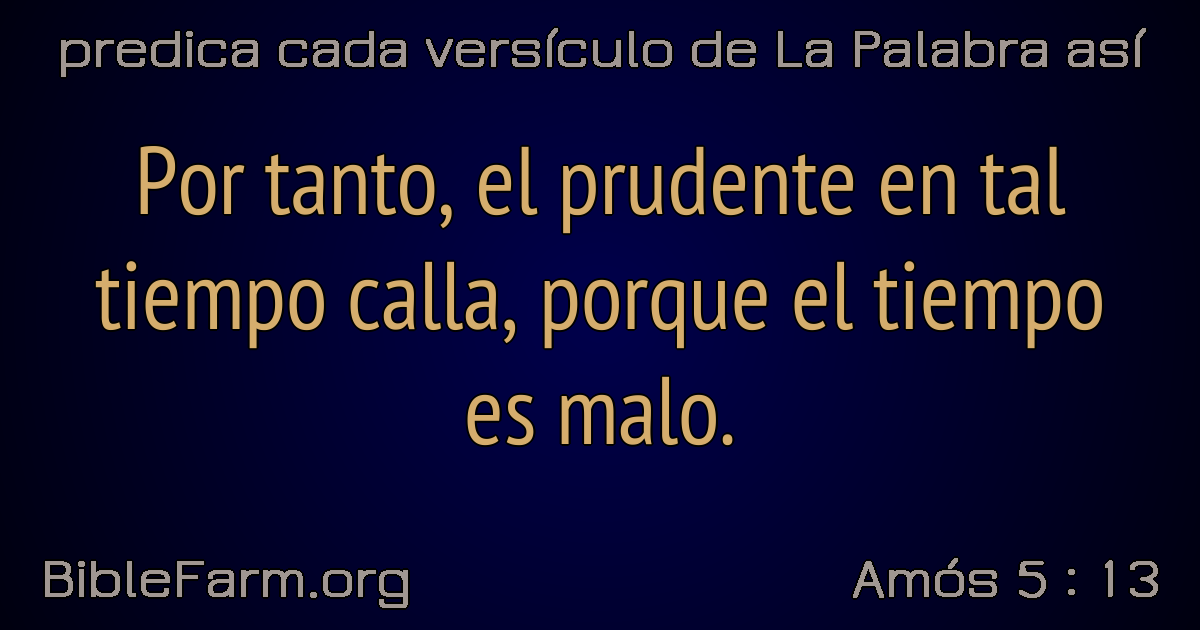 predica cada versículo de La Palabra así
Por tanto, el prudente en tal
tiempo calla, porque el tiempo
es malo.
BibleFarm.org
Amós 5 : 13